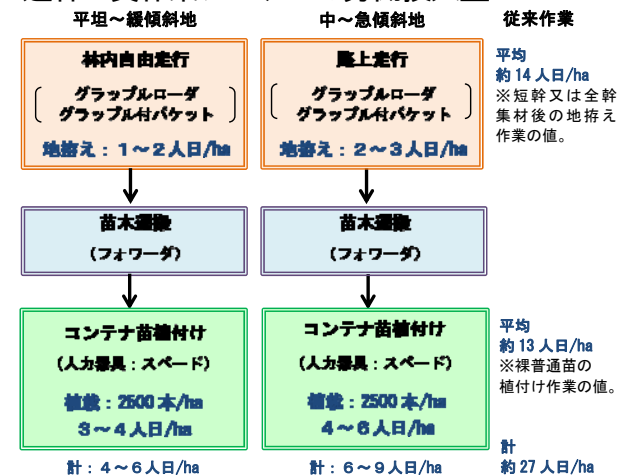 平坦～緩傾斜地
中～急傾斜地
従来作業
林内自由走行
グラップルローダ
グラップル付バケット
地拵え：1～2人日/ha
路上走行
グラップルローダ
グラップル付バケット
地拵え：2～3人日/ha
平均
約14人日/ha
※短幹又は全幹
集材後の地拵え
作業の値。
苗木運搬
(フォワーダ)
苗木運搬
(フォワーダ)
コンテナ苗植付け
(人力器具：スペード)
植栽：2500本/ha
3～4人日/ha
コンテナ苗植付け
(人力器具：スペード)
植栽：2500本/ha
4～6人日/ha
平均
約13人日/ha
※裸普通苗の
植付け作業の値。
計：4～6人日/ha
計：6～9人日/ha
計
約27人日/ha